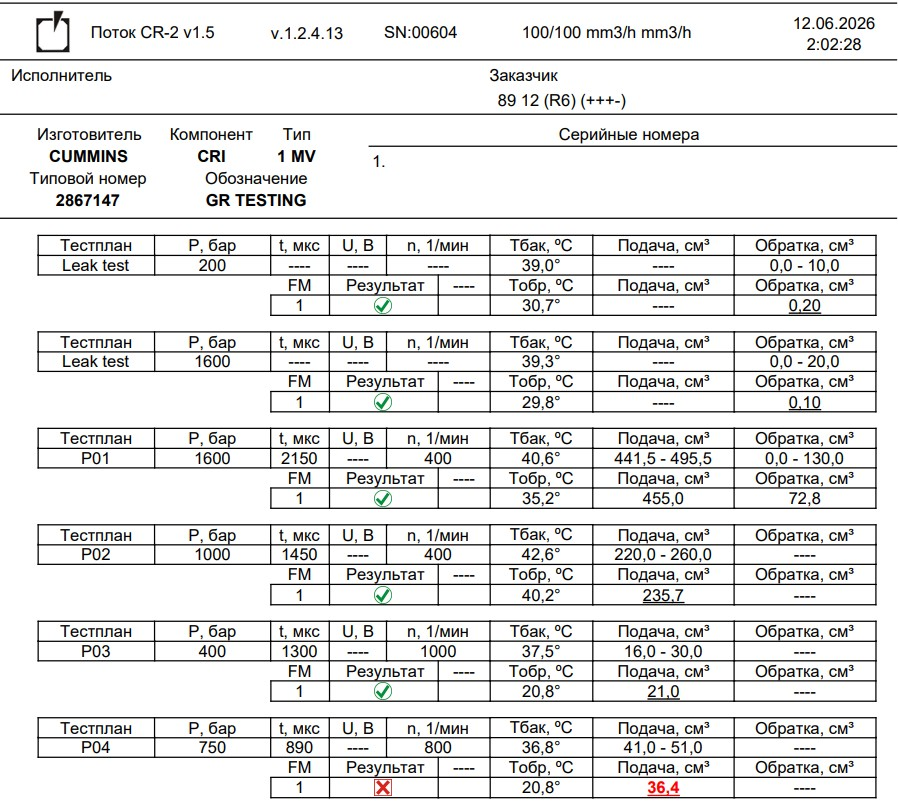 Поток CR-2 v1.5 v.1.2.4.13 SN:00604 100/100 mm3/h mm3/h 12.06.2026
2:02:28
Исполнитель Заказчик
89 12 (R6) (+++-)
Изготовитель Компонент Тип Серийные номера
CUMMINS CRI 1 MV 1.
Типовой номер Обозначение
2867147 GR TESTING
Тестплан P, бар t, мкс U, В n, 1/мин Tбак, ºC Подача, см³ Обратка, см³
Leak test 200 ---- ---- ---- 39,0° ---- 0,0 - 10,0
FM Результат ---- Tобр, ºC Подача, см³ Обратка, см³
1 30,7° ---- 0,20
Тестплан P, бар t, мкс U, В n, 1/мин Tбак, ºC Подача, см³ Обратка, см³
Leak test 1600 ---- ---- ---- 39,3° ---- 0,0 - 20,0
FM Результат ---- Tобр, ºC Подача, см³ Обратка, см³
1 29,8° ---- 0,10
Тестплан P, бар t, мкс U, В n, 1/мин Tбак, ºC Подача, см³ Обратка, см³
P01 1600 2150 ---- 400 40,6° 441,5 - 495,5 0,0 - 130,0
FM Результат ---- Tобр, ºC Подача, см³ Обратка, см³
1 35,2° 455,0 72,8
Тестплан P, бар t, мкс U, В n, 1/мин Tбак, ºC Подача, см³ Обратка, см³
P02 1000 1450 ---- 400 42,6° 220,0 - 260,0 ----
FM Результат ---- Tобр, ºC Подача, см³ Обратка, см³
1 40,2° 235,7 ----
Тестплан P, бар t, мкс U, В n, 1/мин Tбак, ºC Подача, см³ Обратка, см³
P03 400 1300 ---- 1000 37,5° 16,0 - 30,0 ----
FM Результат ---- Tобр, ºC Подача, см³ Обратка, см³
1 20,8° 21,0 ----
Тестплан P, бар t, мкс U, В n, 1/мин Tбак, ºC Подача, см³ Обратка, см³
P04 750 890 ---- 800 36,8° 41,0 - 51,0 ----
FM Результат ---- Tобр, ºC Подача, см³ Обратка, см³
1 20,8° 36,4 ----